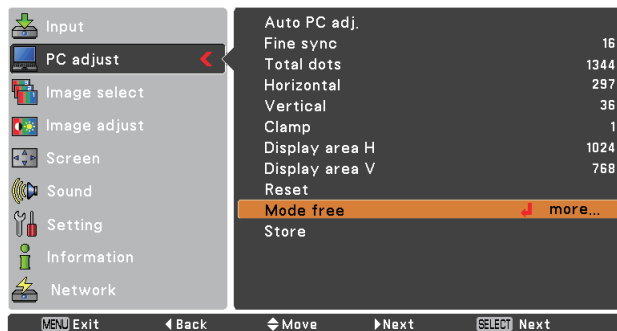 Input
PC adjust
Image select
Image adjust
Screen
Sound
Setting
Information
Network
Auto PC adj.
Fine sync 16
Total dots 1344
Horizontal 297
Vertical 36
Clamp 1
Display area H 1024
Display area V 768
Reset
Mode free more...
Store
MENU Exit Back Move Next SELECT Next